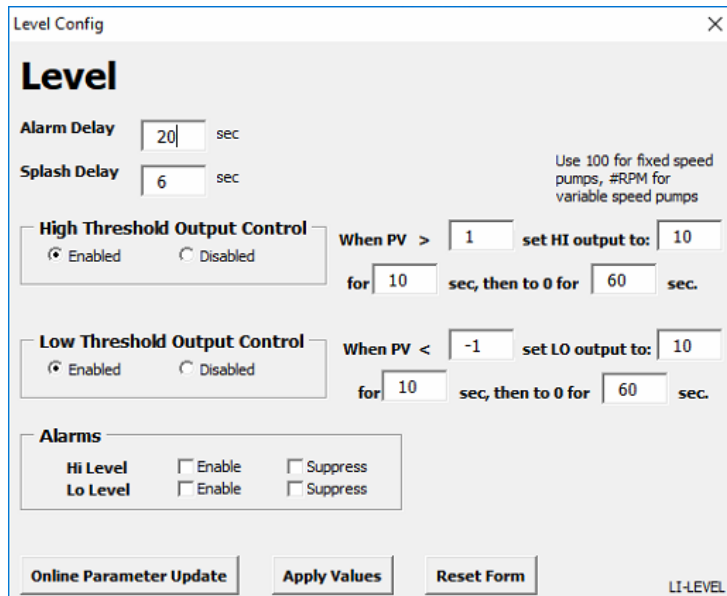 Level Config
Level
Alarm Delay 20 sec
Splash Delay 6 sec
Use 100 for fixed speed
pumps, #RPM for
variable speed pumps
High Threshold Output Control
Enabled Disabled
When PV > 1 set HI output to: 10
for 10 sec, then to 0 for 60 sec.
Low Threshold Output Control
Enabled Disabled
When PV < -1 set LO output to: 10
for 10 sec, then to 0 for 60 sec.
Alarms
Hi Level Enable Suppress
Lo Level Enable Suppress
Online Parameter Update Apply Values Reset Form
LI-LEVEL